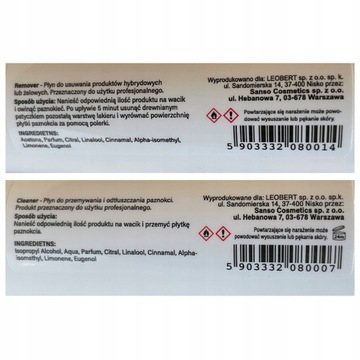 Remover - Płyn do usuwania produktów hybrydowych
lub żelowych. Przeznaczony do użytku profesjonalnego.
Sposób użycia: Nanieść odpowiednią ilość produktu na wacik
i owinąć paznokcie. Po upływie 5 minut usunąć drewnianym
patyczkiem pozostałą warstwę lakieru i wyrównać powierzchnię
płytki paznokcia za pomocą polerki.
INGREDIETNS:
Acetone, Parfum, Citral, Linalool, Cinnamal, Alpha-isomethyl,
Limonene, Eugenol
Wyprodukowano dla: LEOBERT sp. z o.o. sp. k.
ul. Sandomierska 14, 37-400 Nisko przez:
Sanso Cosmetics sp. z o.o.
ul. Hebanowa 7, 03-678 Warszawa
Powtarzające się narażenie może
powodować wysuszenie lub pękanie skóry.
5 903332 080014
Cleaner - Płyn do przemywania i odtłuszczania paznokci.
Produkt przeznaczony do użytku profesjonalnego.
Sposób użycia:
Nanieść odpowiednią ilość produktu na wacik i przemyć płytkę
paznokcia.
INGREDIETNS:
Isopropyl Alcohol, Aqua, Parfum, Citral, Linalool, Cinnamal, Alpha-
isomethyl, Limonene, Eugenol
Wyprodukowano dla: LEOBERT sp. z o.o. sp. k.
ul. Sandomierska 14, 37-400 Nisko przez:
Sanso Cosmetics sp. z o.o.
ul. Hebanowa 7, 03-678 Warszawa
Powtarzające się narażenie może
powodować wysuszenie lub pękanie skóry.
5 903332 080007
24m